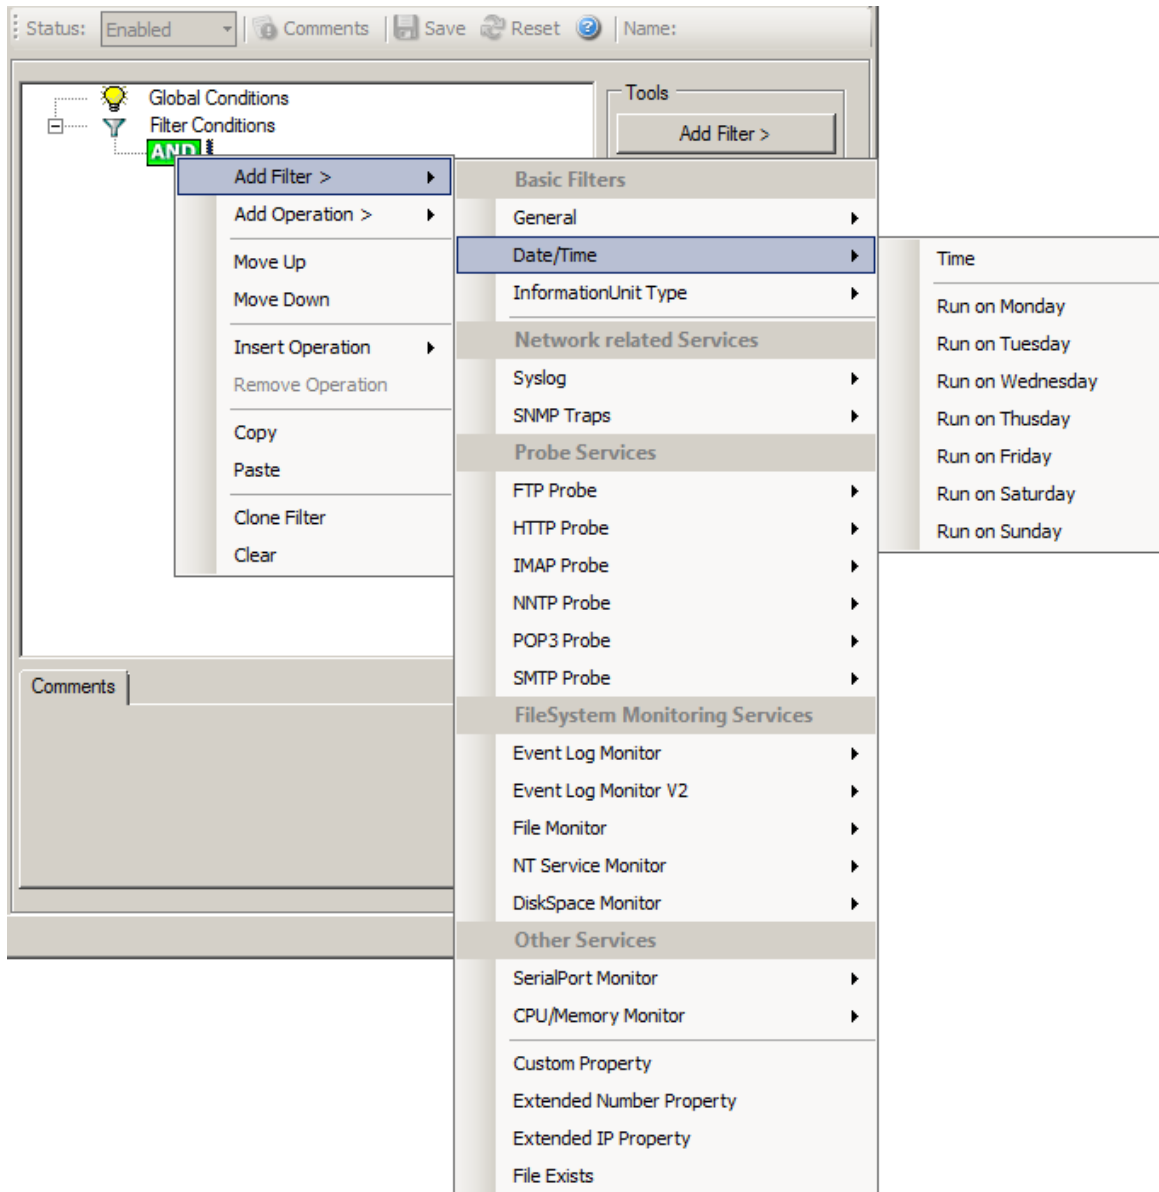 Status: Enabled Comments Save Reset Name:
Global Conditions
Filter Conditions
AND
Tools
Add Filter >
Add Filter >
Add Operation >
Move Up
Move Down
Insert Operation
Remove Operation
Copy
Paste
Clone Filter
Clear
Basic Filters
General
Date/Time
InformationUnit Type
Network related Services
Syslog
SNMP Traps
Probe Services
FTP Probe
HTTP Probe
IMAP Probe
NNTP Probe
POP3 Probe
SMTP Probe
FileSystem Monitoring Services
Event Log Monitor
Event Log Monitor V2
File Monitor
NT Service Monitor
DiskSpace Monitor
Other Services
SerialPort Monitor
CPU/Memory Monitor
Custom Property
Extended Number Property
Extended IP Property
File Exists
Time
Run on Monday
Run on Tuesday
Run on Wednesday
Run on Thusday
Run on Friday
Run on Saturday
Run on Sunday
Comments